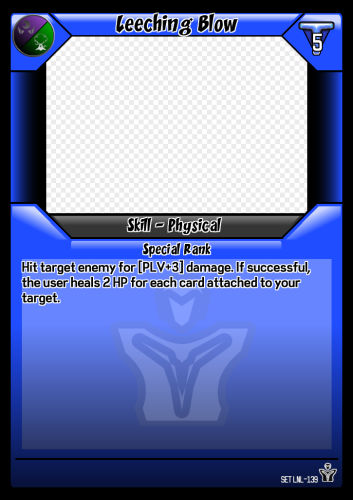 Leeching Blow
5
Skill - Physical
Special Rank
Hit target enemy for [PLV+3] damage. If successful,
the user heals 2 HP for each card attached to your
target.
SET LNL-139